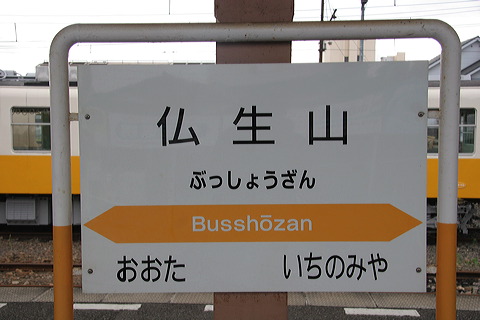 仏生山
ぶっしょうざん
Busshōzan
おおた いちのみや